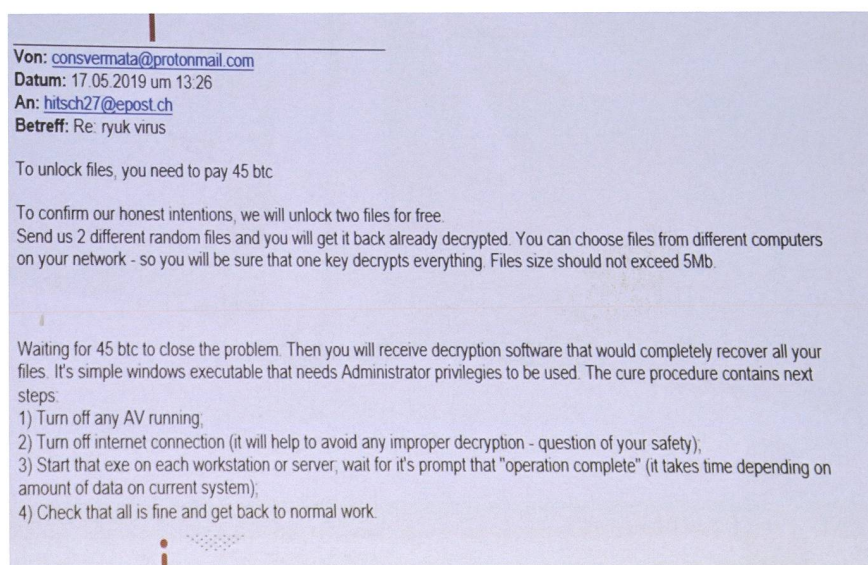 Von: consvermata@protonmail.com
Datum: 17.05.2019 um 13:26
An: hitsch27@epost.ch
Betreff: Re: ryuk virus
To unlock files, you need to pay 45 btc
To confirm our honest intentions, we will unlock two files for free.
Send us 2 different random files and you will get it back already decrypted. You can choose files from different computers
on your network - so you will be sure that one key decrypts everything. Files size should not exceed 5Mb.
Waiting for 45 btc to close the problem. Then you will receive decryption software that would completely recover all your
files. It's simple windows executable that needs Administrator privilegies to be used. The cure procedure contains next
steps:
1) Turn off any AV running;
2) Turn off internet connection (it will help to avoid any improper decryption - question of your safety);
3) Start that exe on each workstation or server; wait for it's prompt that "operation complete" (it takes time depending on
amount of data on current system);
4) Check that all is fine and get back to normal work.